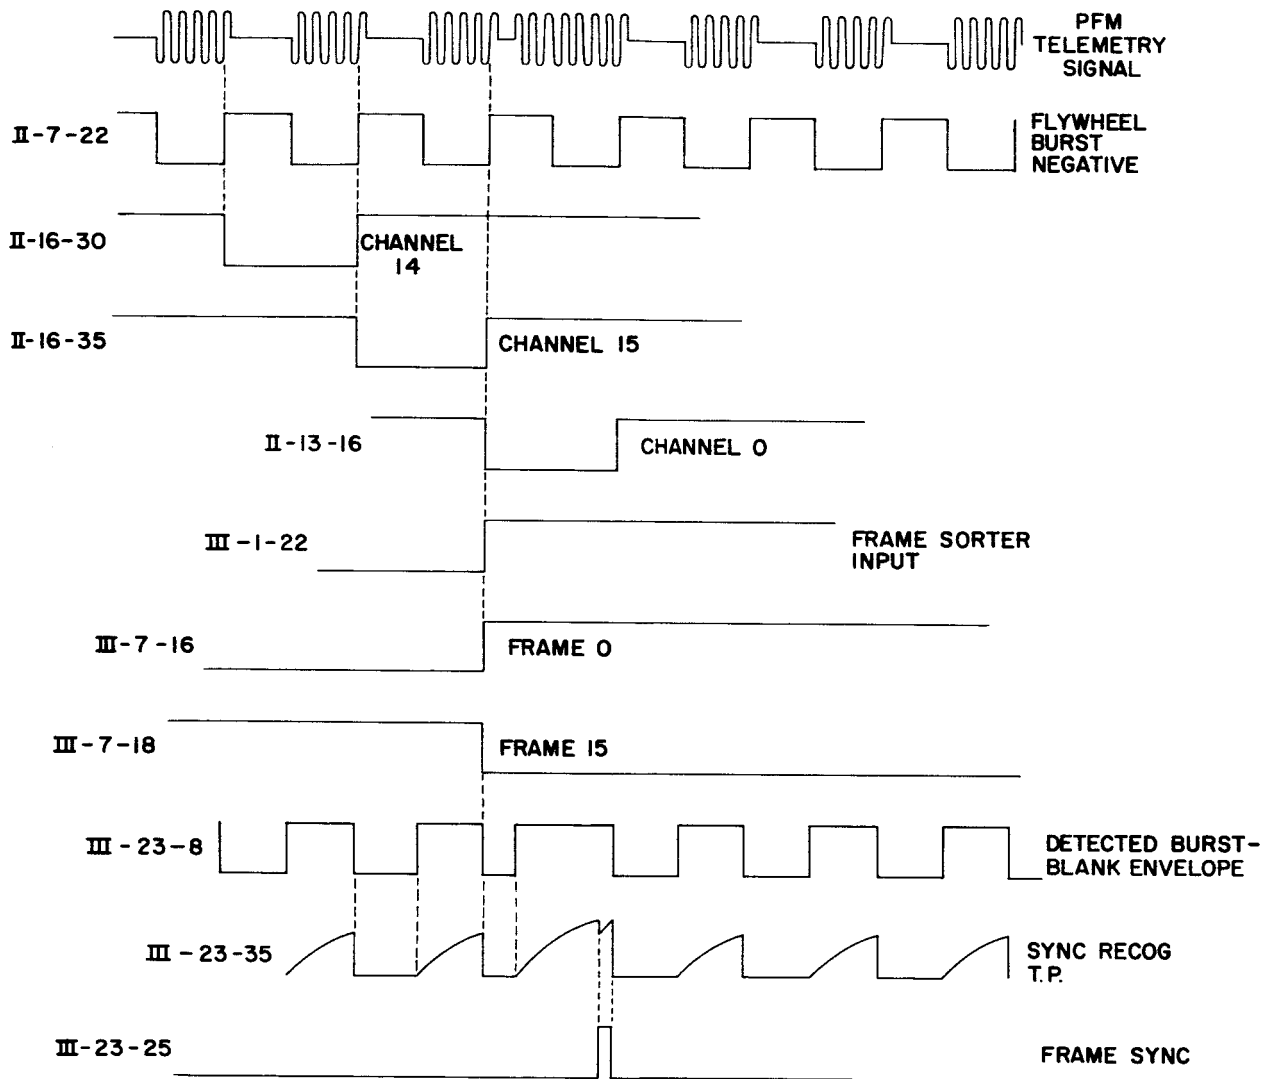 PFM
TELEMETRY
SIGNAL
II-7-22
FLYWHEEL
BURST
NEGATIVE
II-16-30
CHANNEL
14
II-16-35
CHANNEL 15
II-13-16
CHANNEL 0
III-1-22
FRAME SORTER
INPUT
III-7-16
FRAME 0
III-7-18
FRAME 15
III-23-8
DETECTED BURST-
BLANK ENVELOPE
III-23-35
SYNC RECOG
T.P.
III-23-25
FRAME SYNC